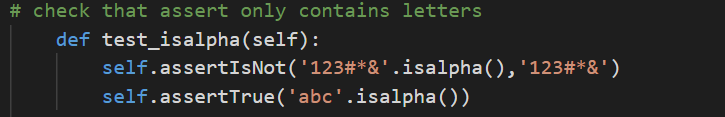 # check that assert only contains letters
def test_isalpha(self):
self.assertIsNot('123#*&'.isalpha(),'123#*&')
self.assertTrue('abc'.isalpha())